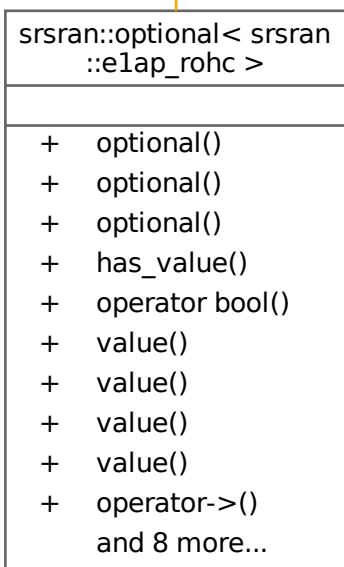 srsran::optional< srsran
::e1ap_rohc >
+ optional()
+ optional()
+ optional()
+ has_value()
+ operator bool()
+ value()
+ value()
+ value()
+ value()
+ operator->()
and 8 more...